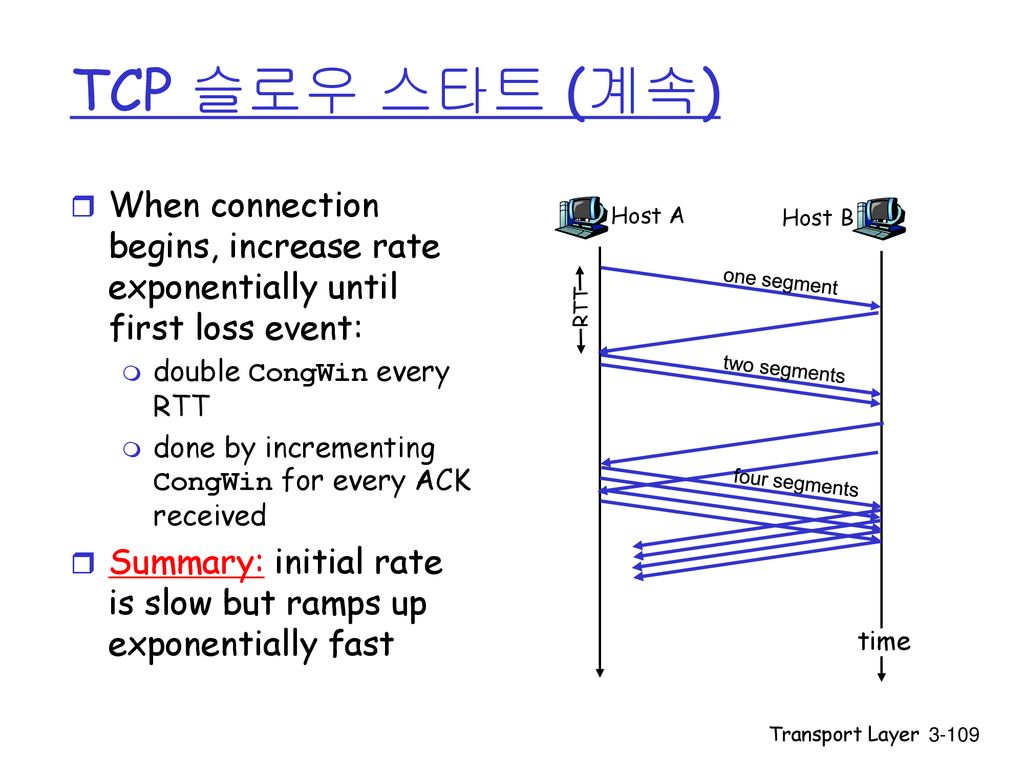 TCP 슬로우 스타트 (계속)
When connection
begins, increase rate
exponentially until
first loss event:
double CongWin every
RTT
done by incrementing
CongWin for every ACK
received
Summary: initial rate
is slow but ramps up
exponentially fast
Host A
Host B
RTT
one segment
two segments
four segments
time
Transport Layer 3-109